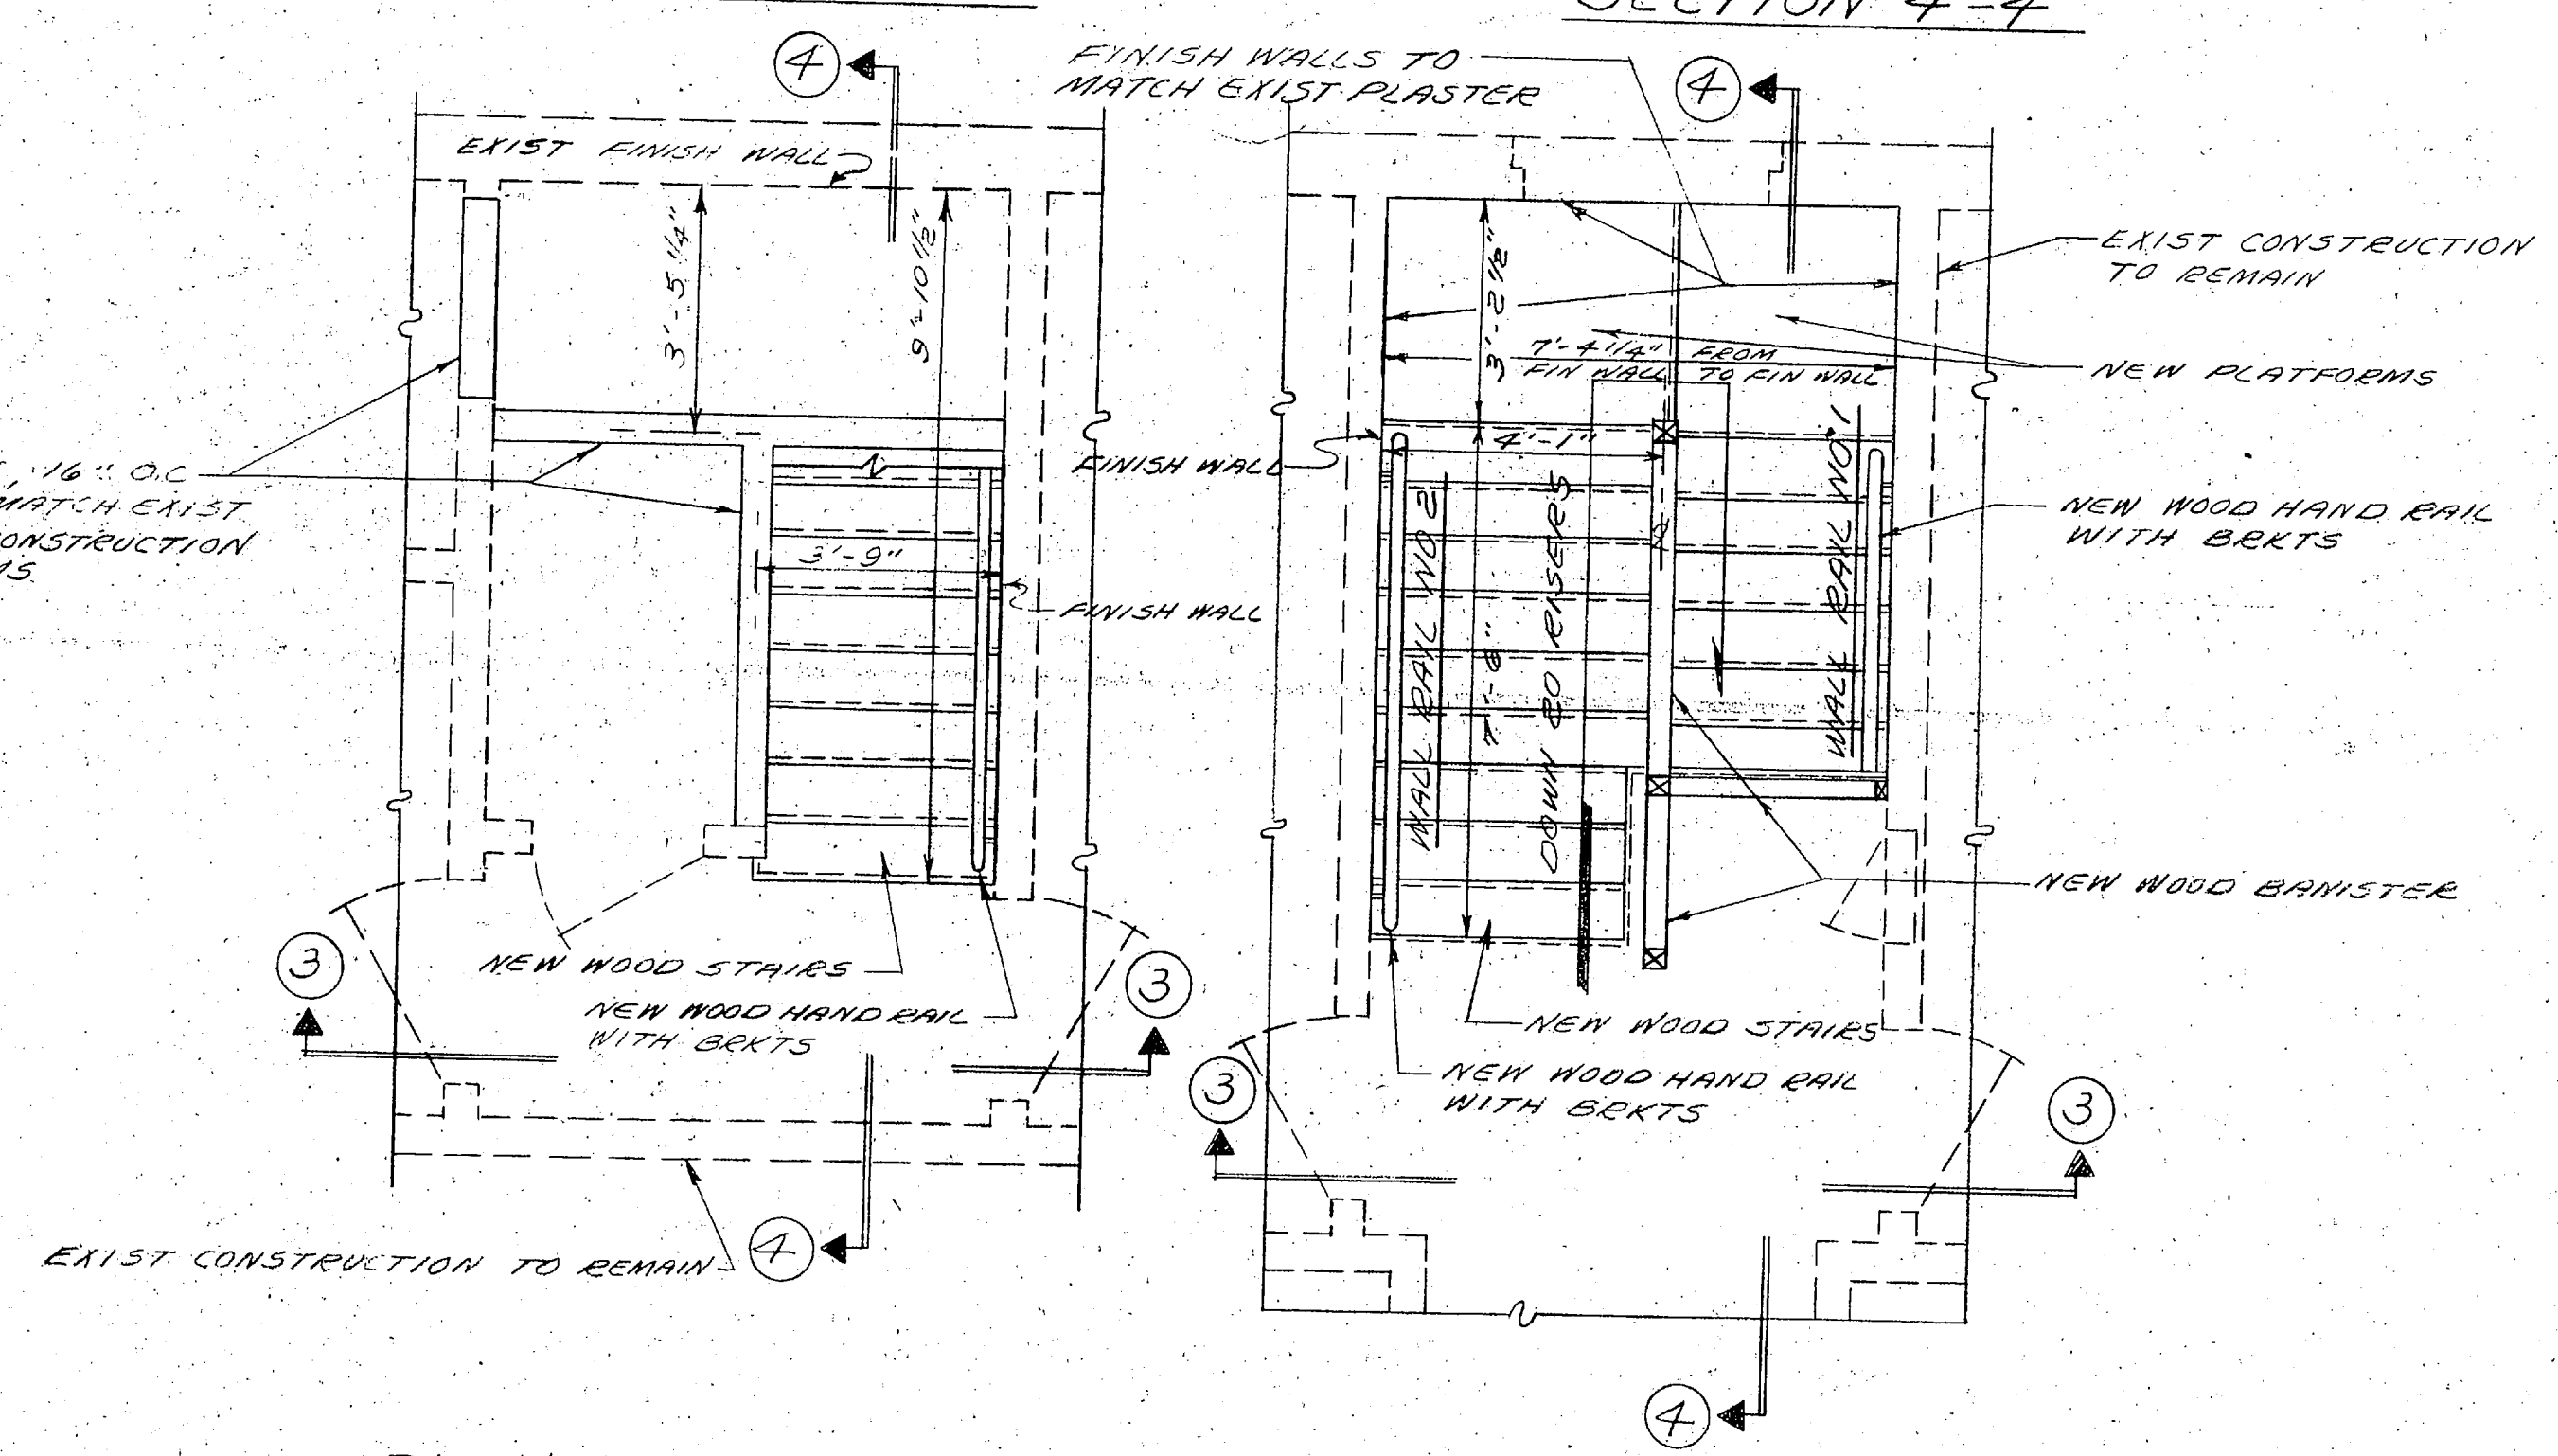 SECTION 4-4
4
FINISH WALLS TO
MATCH EXIST PLASTER
4
EXIST FINISH WALL
3'-5 1/4"
9'-10 1/2"
3'-2 1/2"
EXIST CONSTRUCTION
TO REMAIN
7'-4 1/4" FROM
FIN WALL TO FIN WALL
NEW PLATFORMS
, 16" O.C
MATCH EXIST
CONSTRUCTION
FINISH WALL
4'-1"
3'-9"
FINISH WALL
WALL RAIL NO 2
7'-6"
DOWN 20 RISERS
WALL RAIL NO. 1
NEW WOOD HAND RAIL
WITH BRKTS
NEW WOOD BANISTER
3
NEW WOOD STAIRS
NEW WOOD HAND RAIL
WITH BRKTS
3
NEW WOOD STAIRS
NEW WOOD HAND RAIL
WITH BRKTS
3
3
EXIST CONSTRUCTION TO REMAIN
4
4